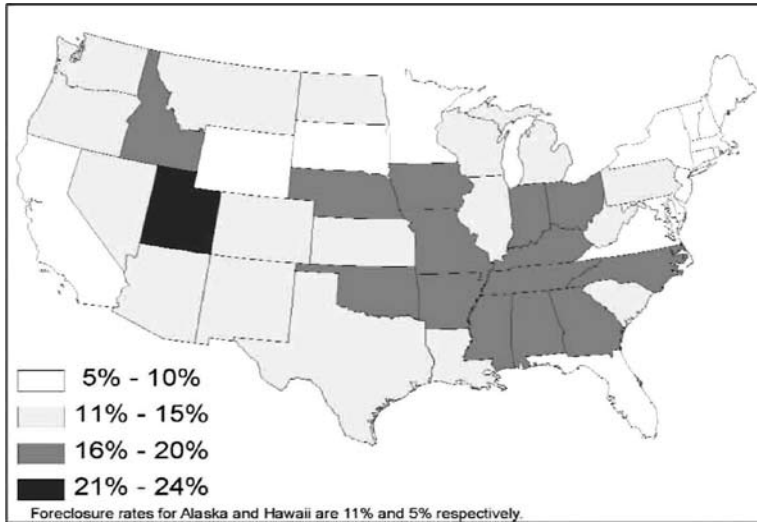 5% - 10%
11% - 15%
16% - 20%
21% - 24%
Foreclosure rates for Alaska and Hawaii are 11% and 5% respectively.